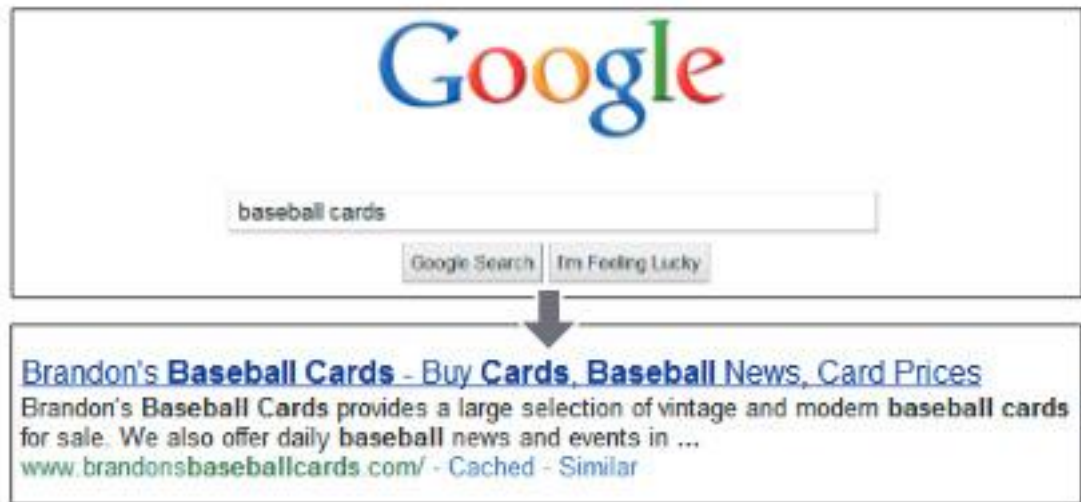 Google
baseball cards
Google Search I'm Feeling Lucky
Brandon's Baseball Cards - Buy Cards, Baseball News, Card Prices
Brandon's Baseball Cards provides a large selection of vintage and modern baseball cards
for sale. We also offer daily baseball news and events in ...
www.brandonsbaseballcards.com/ - Cached - Similar